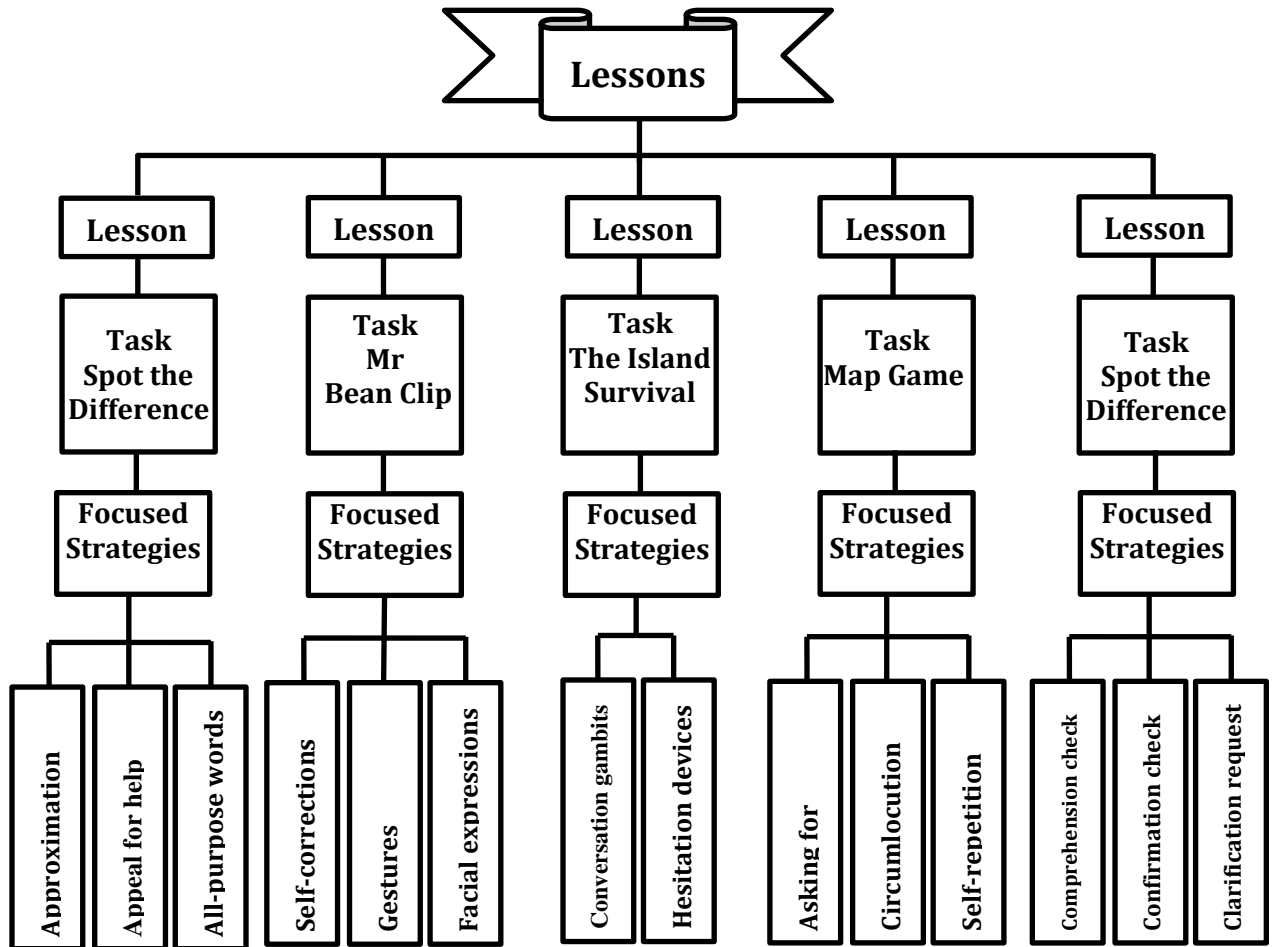 Lessons
Lesson
Lesson
Lesson
Lesson
Lesson
Task
Spot the
Difference
Task
Mr
Bean Clip
Task
The Island
Survival
Task
Map Game
Task
Spot the
Difference
Focused
Strategies
Focused
Strategies
Focused
Strategies
Focused
Strategies
Focused
Strategies
Approximation
Appeal for help
All-purpose words
Self-corrections
Gestures
Facial expressions
Conversation gambits
Hesitation devices
Asking for
Circumlocution
Self-repetition
Comprehension check
Confirmation check
Clarification request